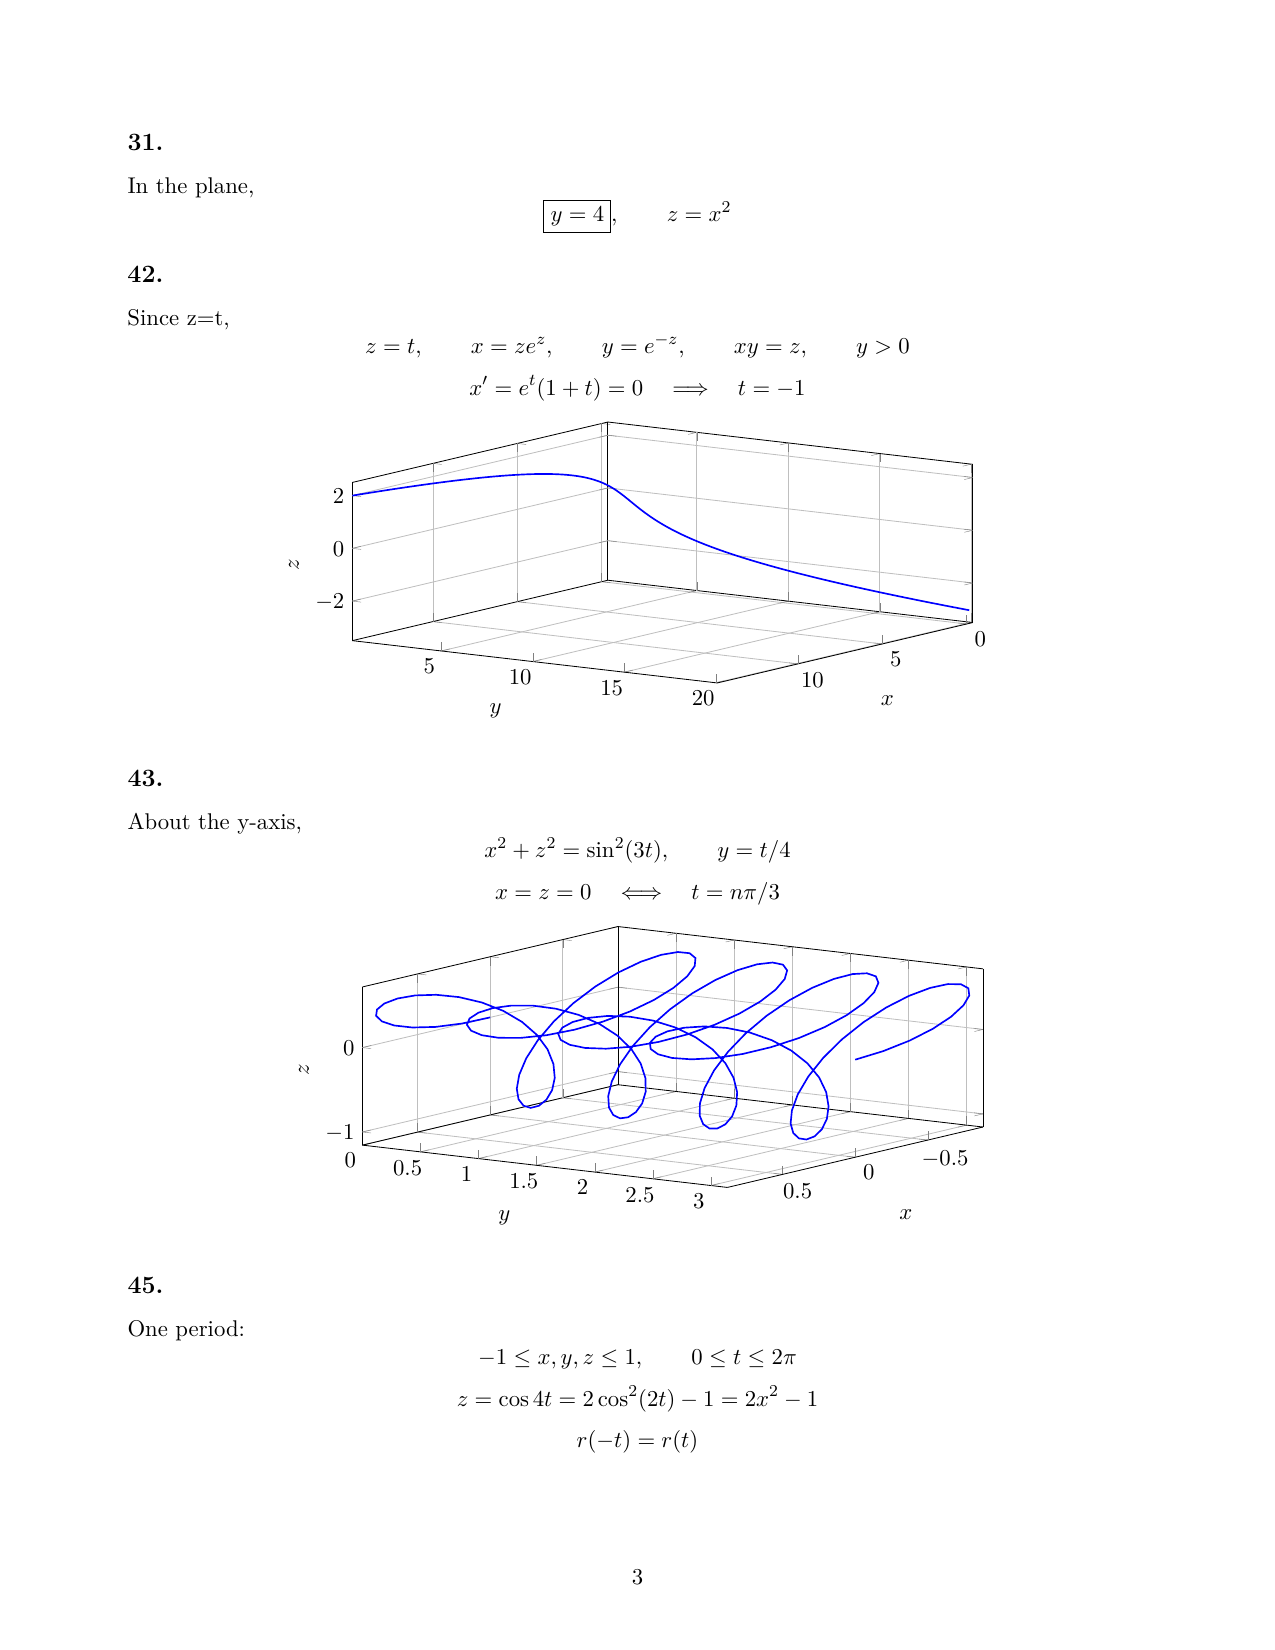 31.
In the plane,
y = 4, z = x²
42.
Since z=t,
z = t, x = ze^z, y = e^{−z}, xy = z, y > 0
x′ = e^t(1 + t) = 0 ⟹ t = −1
2
0
−2
z
5
10
15
20
y
10
5
0
x
43.
About the y-axis,
x² + z² = sin²(3t), y = t/4
x = z = 0 ⟺ t = nπ/3
0
−1
z
0
0.5
1
1.5
2
2.5
3
y
0.5
0
−0.5
x
45.
One period:
−1 ≤ x, y, z ≤ 1, 0 ≤ t ≤ 2π
z = cos 4t = 2 cos²(2t) − 1 = 2x² − 1
r(−t) = r(t)
3